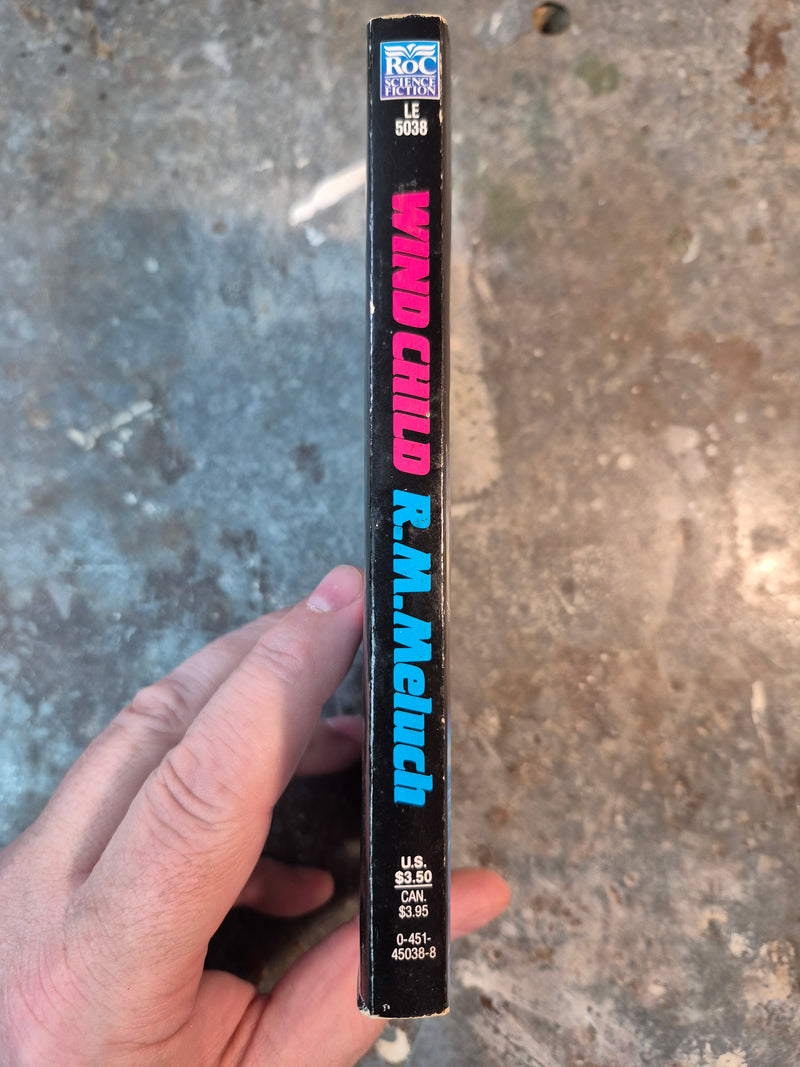 RoC
SCIENCE
FICTION
LE
5038
WIND CHILD R.M. Meluch
U.S.
$3.50
CAN.
$3.95
0-451-
45038-8